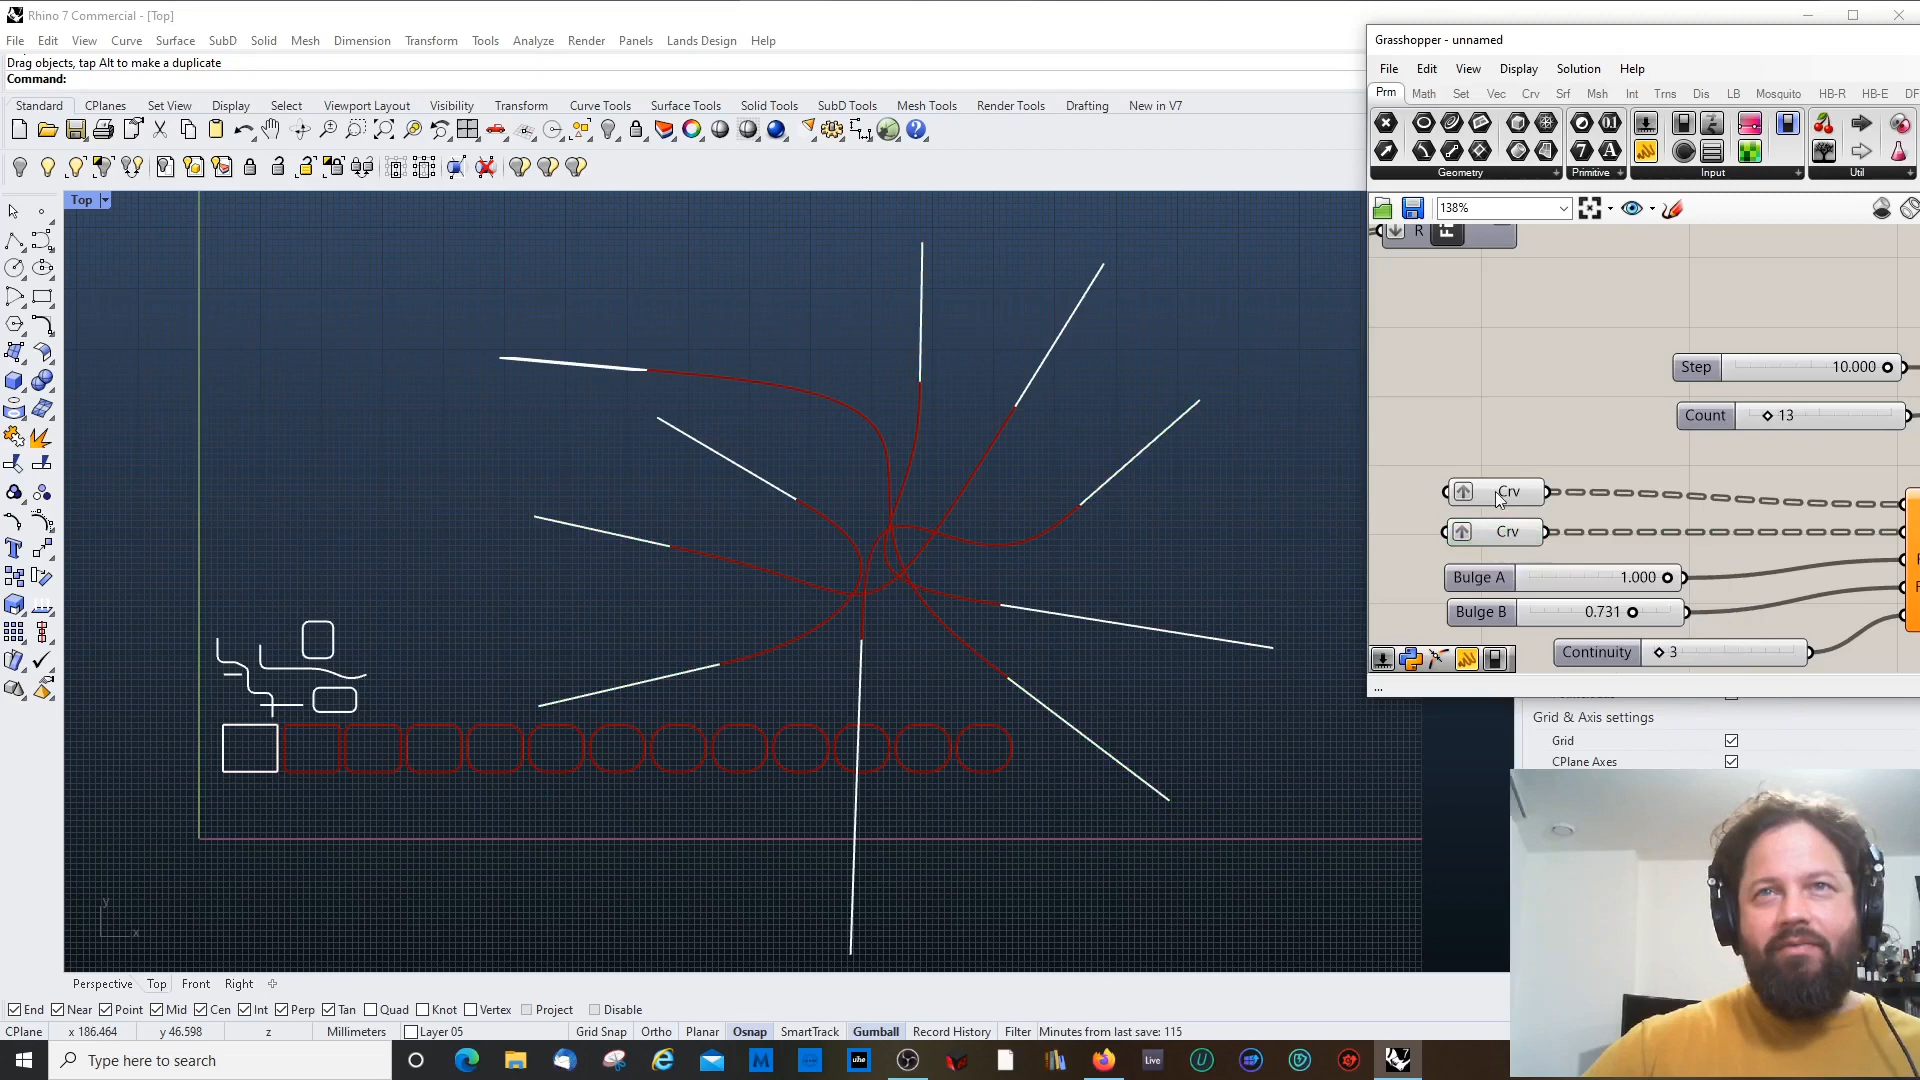 Rhino 7 Commercial - [Top]
File Edit View Curve Surface SubD Solid Mesh Dimension Transform Tools Analyze Render Panels Lands Design Help
Drag objects, tap Alt to make a duplicate
Command:
Standard CPlanes Set View Display Select Viewport Layout Visibility Transform Curve Tools Surface Tools Solid Tools SubD Tools Mesh Tools Render Tools Drafting New in V7
Top
y
x
Perspective Top Front Right
End Near Point Mid Cen Int Perp Tan Quad Knot Vertex Project Disable
CPlane x 186.464 y 46.598 z Millimeters Layer 05 Grid Snap Ortho Planar Osnap SmartTrack Gumball Record History Filter Minutes from last save: 115
Type here to search
uhe
Live
Grasshopper - unnamed
File Edit View Display Solution Help
Prm Math Set Vec Crv Srf Msh Int Trns Dis LB Mosquito HB-R HB-E DF
Geometry Primitive Input Util
138%
R
Step 10.000
Count 13
Crv
Crv
Bulge A 1.000
Bulge B 0.731
Continuity 3
...
Grid & Axis settings
Grid
CPlane Axes